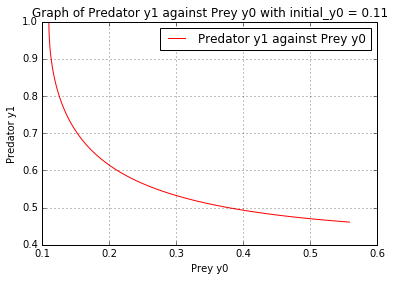 Graph of Predator y1 against Prey y0 with initial_y0 = 0.11
Predator y1 against Prey y0
1.0
0.9
0.8
0.7
0.6
0.5
0.4
Predator y1
0.1 0.2 0.3 0.4 0.5 0.6
Prey y0